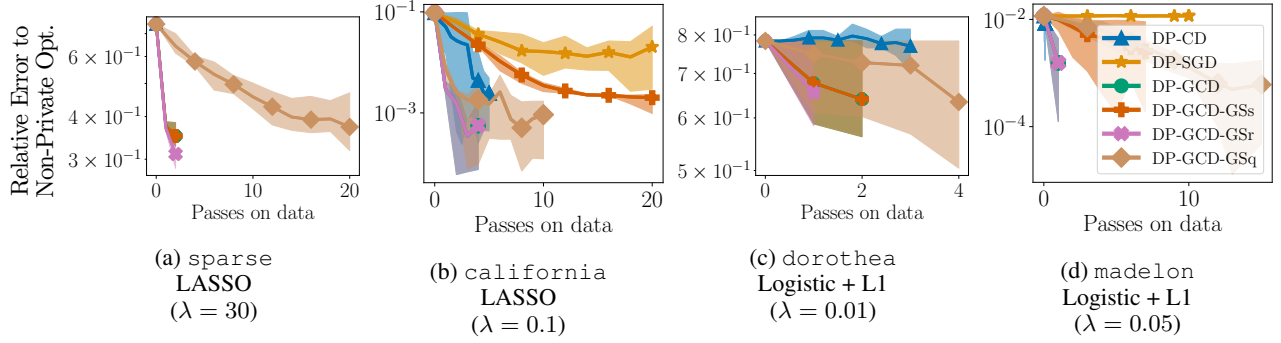 Relative Error to
Non-Private Opt.
6 × 10⁻¹
4 × 10⁻¹
3 × 10⁻¹
0 10 20
Passes on data
(a) sparse
LASSO
(λ = 30)
10⁻¹
10⁻³
0 10 20
Passes on data
(b) california
LASSO
(λ = 0.1)
8 × 10⁻¹
7 × 10⁻¹
6 × 10⁻¹
5 × 10⁻¹
0 2 4
Passes on data
(c) dorothea
Logistic + L1
(λ = 0.01)
10⁻²
10⁻⁴
DP-CD
DP-SGD
DP-GCD
DP-GCD-GSs
DP-GCD-GSr
DP-GCD-GSq
0 10
Passes on data
(d) madelon
Logistic + L1
(λ = 0.05)